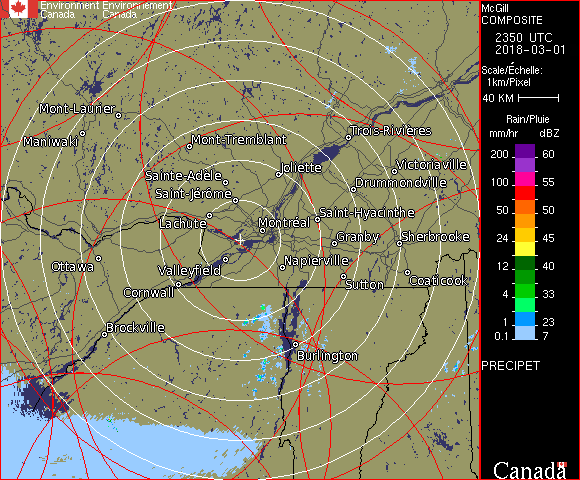 Environment Environnement
Canada Canada
McGill
COMPOSITE
2350 UTC
2018-03-01
Scale/Échelle:
1km/Pixel
40 KM
Rain/Pluie
mm/hr dBZ
200 60
100 55
50 50
24 45
12 40
8 33
4 30
1 23
0.1 7
PRECIPET
Canada
Mont-Laurier
Maniwaki
Mont-Tremblant
Trois-Rivières
Sainte-Adèle
Joliette
Victoriaville
Saint-Jérôme
Drummondville
Lachute
Montréal
Saint-Hyacinthe
Granby
Sherbrooke
Ottawa
Valleyfield
Napierville
Cornwall
Sutton
Coaticook
Brockville
Burlington